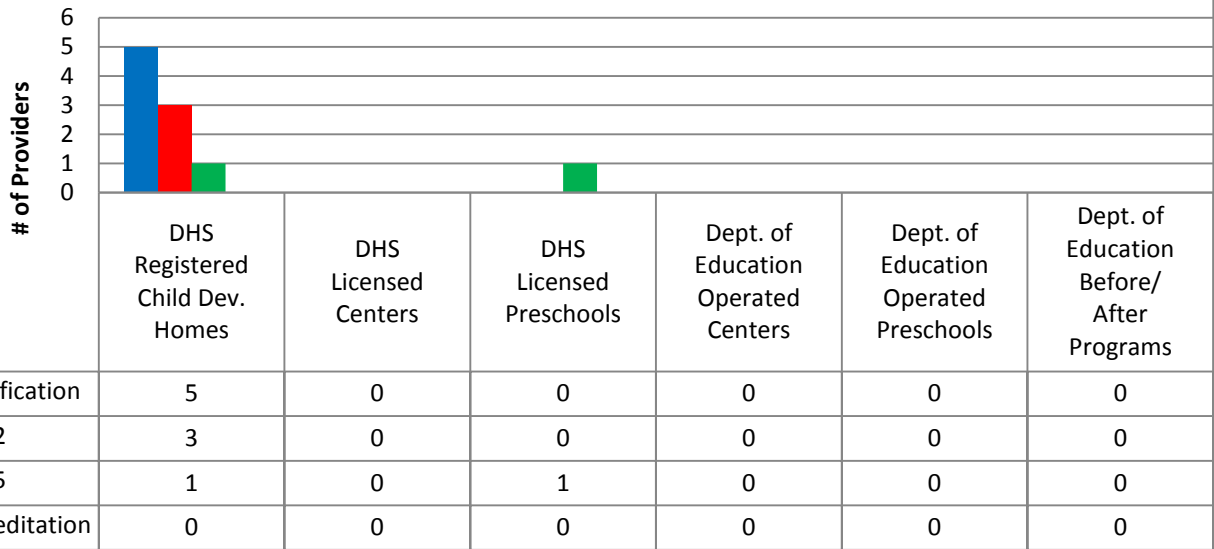 6
5
4
3
2
1
0
# of Providers
DHS
Registered
Child Dev.
Homes
DHS
Licensed
Centers
DHS
Licensed
Preschools
Dept. of
Education
Operated
Centers
Dept. of
Education
Operated
Preschools
Dept. of
Education
Before/
After
Programs
fication 5 0 0 0 0 0
2 3 0 0 0 0 0
5 1 0 1 0 0 0
editation 0 0 0 0 0 0